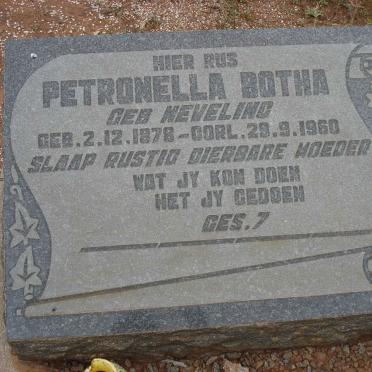 HIER RUS
PETRONELLA BOTHA
GEB NEVELING
GEB. 2.12.1878 - OORL. 29.9.1960
SLAAP RUSTIG DIERBARE MOEDER
WAT JY KON DOEN
HET JY GEDOEN
GES. 7